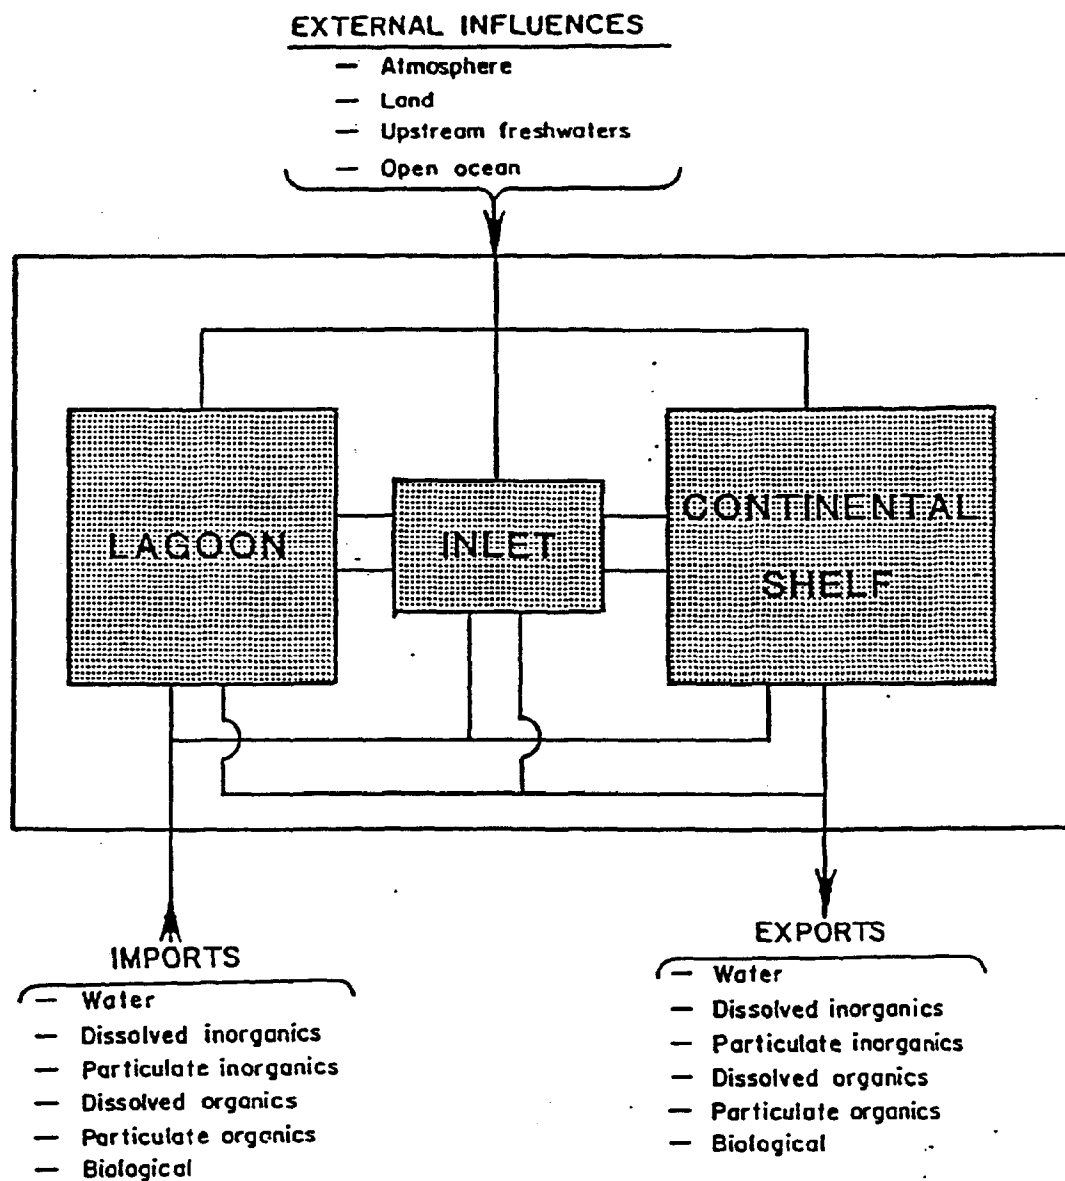 EXTERNAL INFLUENCES
— Atmosphere
— Land
— Upstream freshwaters
— Open ocean
LAGOON
INLET
CONTINENTAL
SHELF
IMPORTS
— Water
— Dissolved inorganics
— Particulate inorganics
— Dissolved organics
— Particulate organics
— Biological
EXPORTS
— Water
— Dissolved inorganics
— Particulate inorganics
— Dissolved organics
— Particulate organics
— Biological